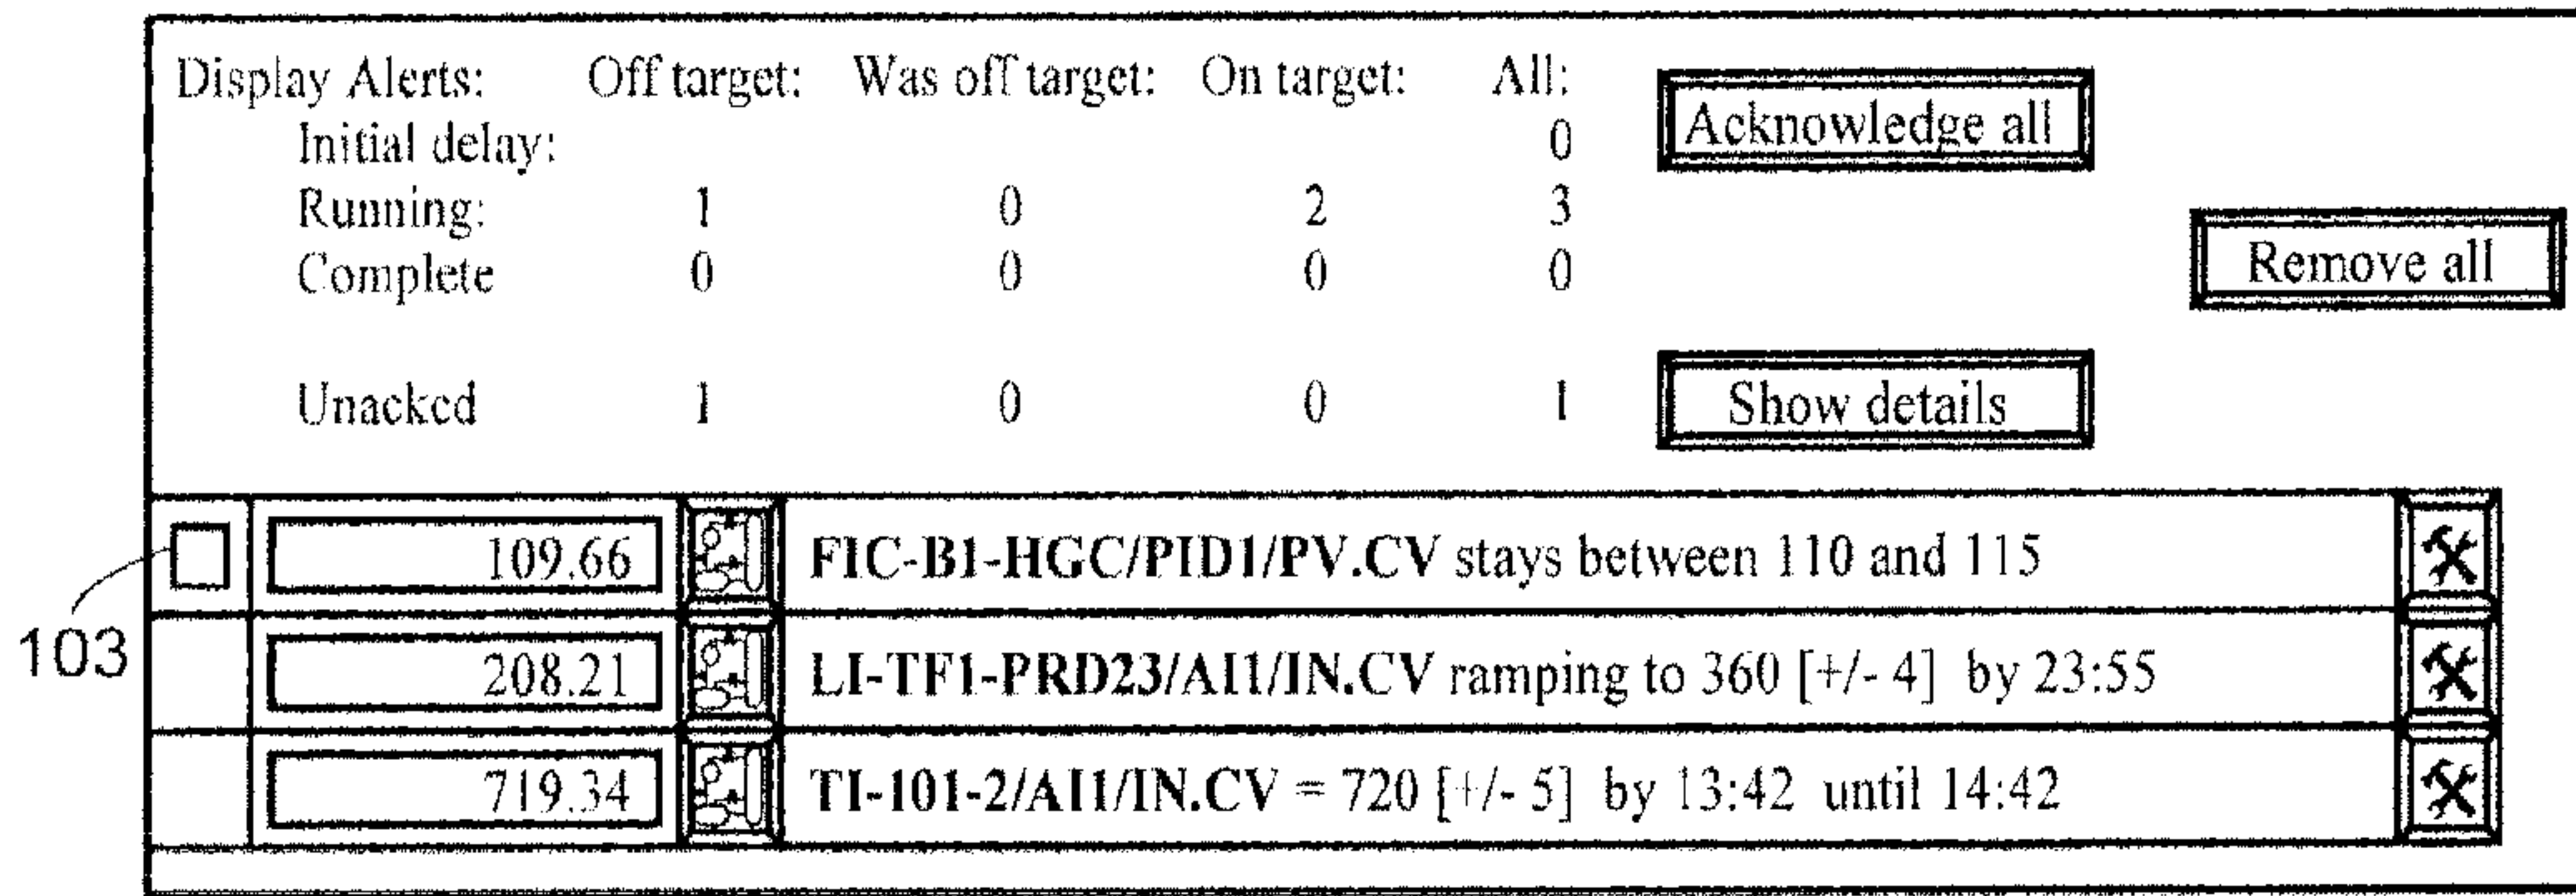 Display Alerts: Off target: Was off target: On target: All:
Acknowledge all
Initial delay: 0
Running: 1 0 2 3
Remove all
Complete 0 0 0 0
Unacked 1 0 0 1
Show details
109.66 FIC-B1-HGC/PID1/PV.CV stays between 110 and 115
103
208.21 LI-TF1-PRD23/AI1/IN.CV ramping to 360 [+/- 4] by 23:55
719.34 TI-101-2/AI1/IN.CV = 720 [+/- 5] by 13:42 until 14:42